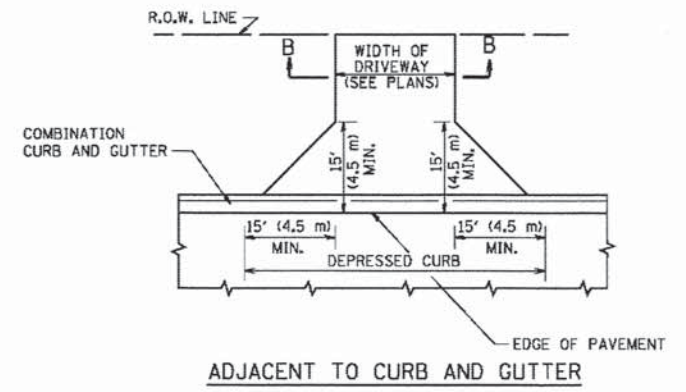 R.O.W. LINE
B
B
WIDTH OF
DRIVEWAY
(SEE PLANS)
COMBINATION
CURB AND GUTTER
15'
(4.5 m)
MIN.
15'
(4.5 m)
MIN.
15' (4.5 m)
MIN.
15' (4.5 m)
MIN.
DEPRESSED CURB
EDGE OF PAVEMENT
ADJACENT TO CURB AND GUTTER